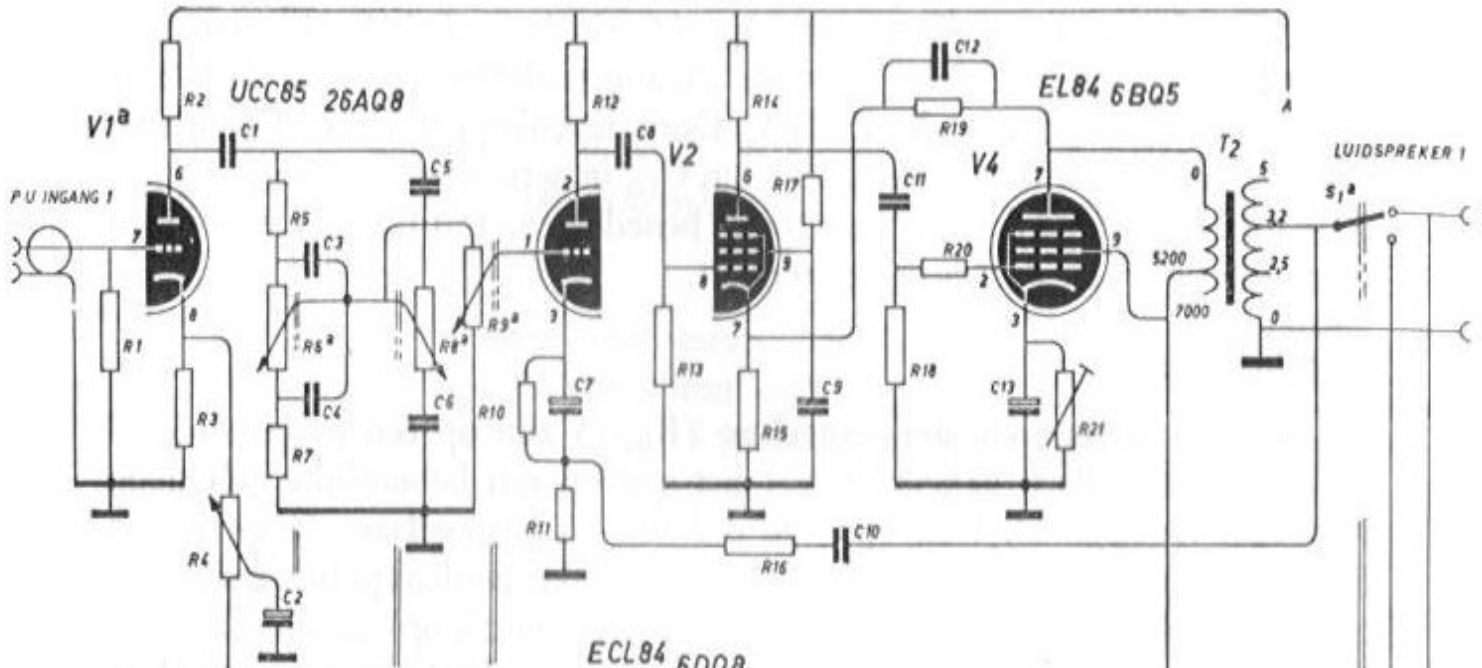 R2
UCC85 26AQ8
V1a
C1
6
P U INGANG 1
7
8
R1
R3
R4
C2
R5
C3
R6a
C4
R7
C5
R8a
C6
R9a
R10
R12
C8
2
1
3
C7
R11
V2
R13
R14
6
8
9
7
R15
R17
C9
R16
C10
C12
R19
EL84 6BQ5
V4
C11
R20
R18
7
2
9
3
C13
R21
A
T2
0
5200
7000
5
3,2
2,5
0
LUIDSPREKER 1
S1a
ECL84 6DQ8